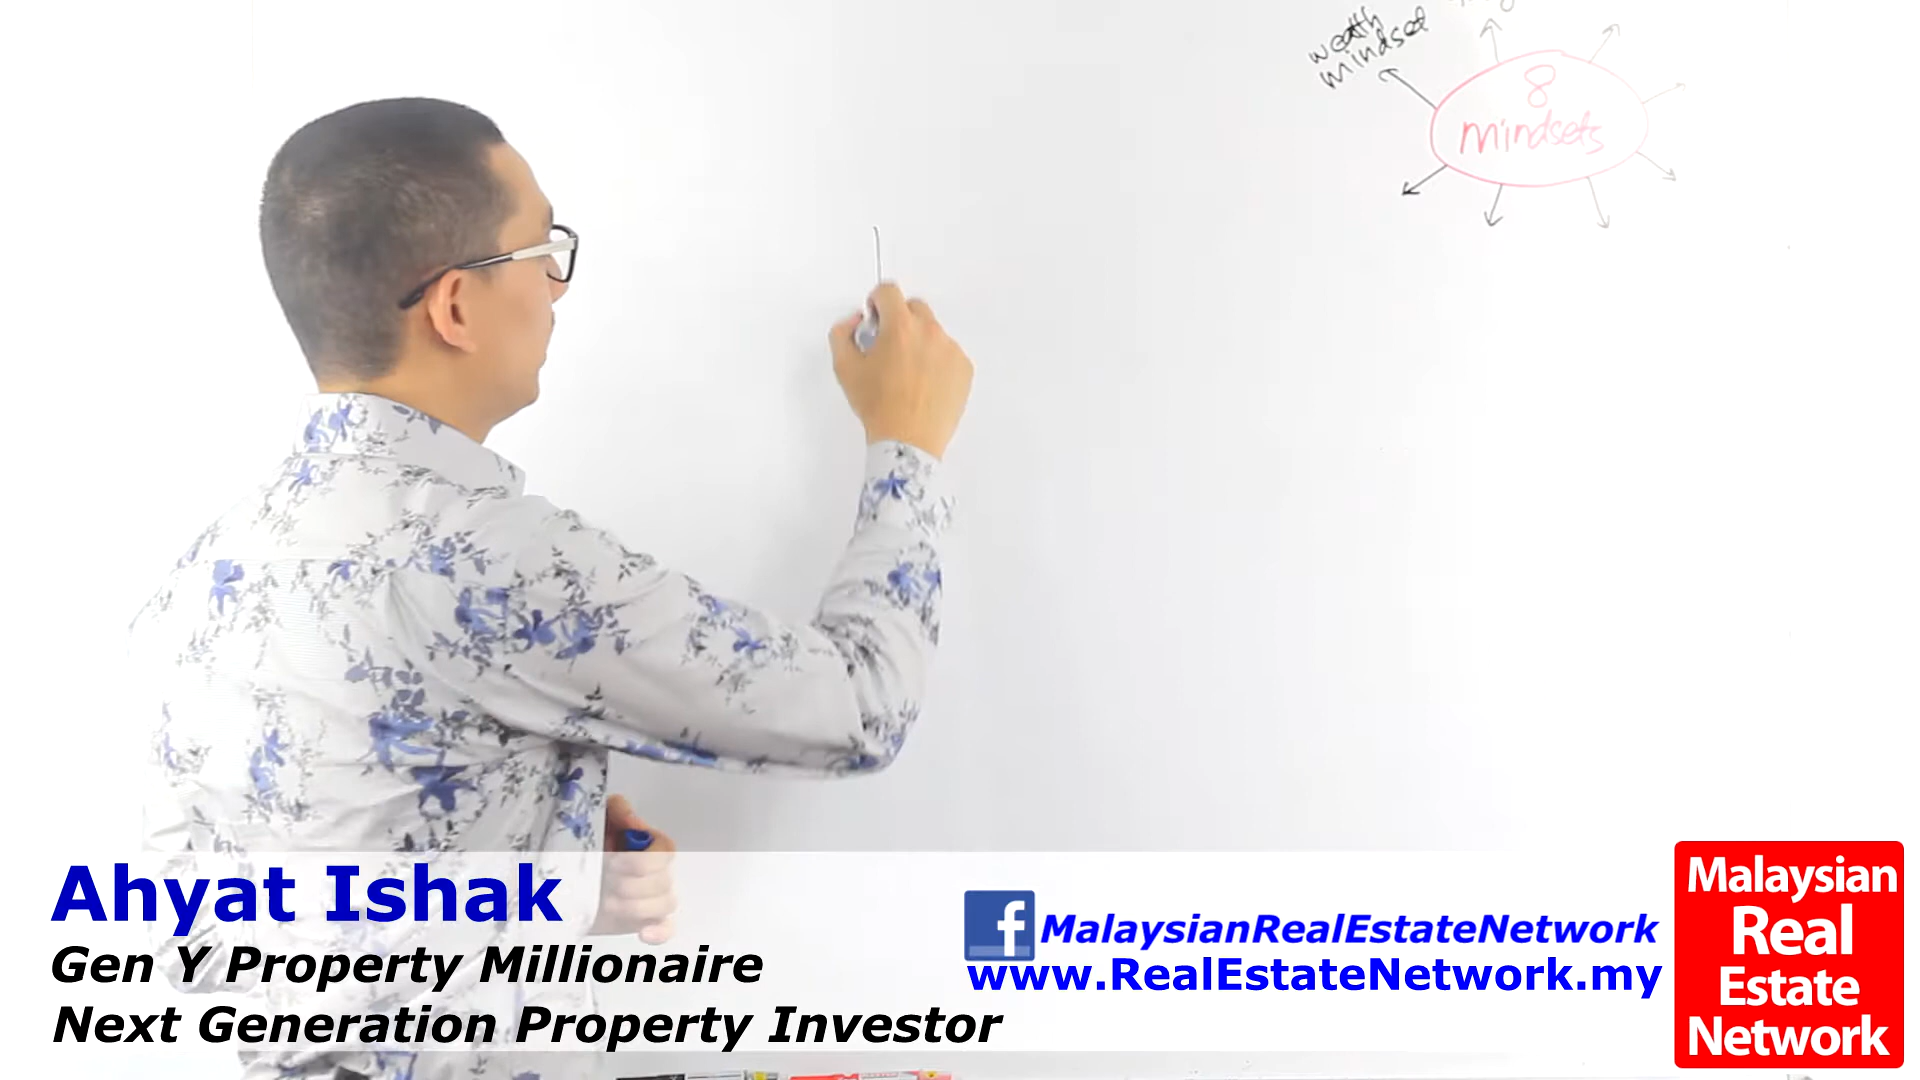 wealth
mindset
8
mindsets
Ahyat Ishak
Gen Y Property Millionaire
Next Generation Property Investor
f MalaysianRealEstateNetwork
www.RealEstateNetwork.my
Malaysian
Real
Estate
Network